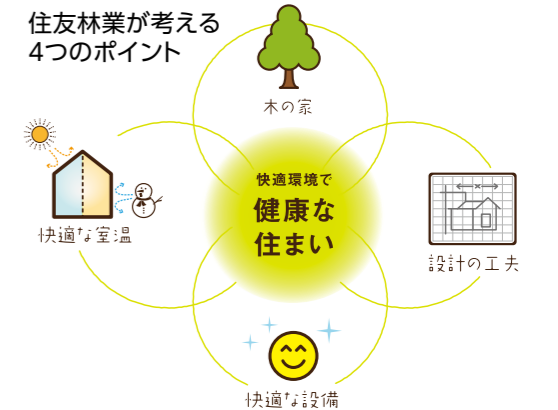 住友林業が考える
4つのポイント
木の家
快適な室温
快適環境で
健康な
住まい
設計の工夫
快適な設備